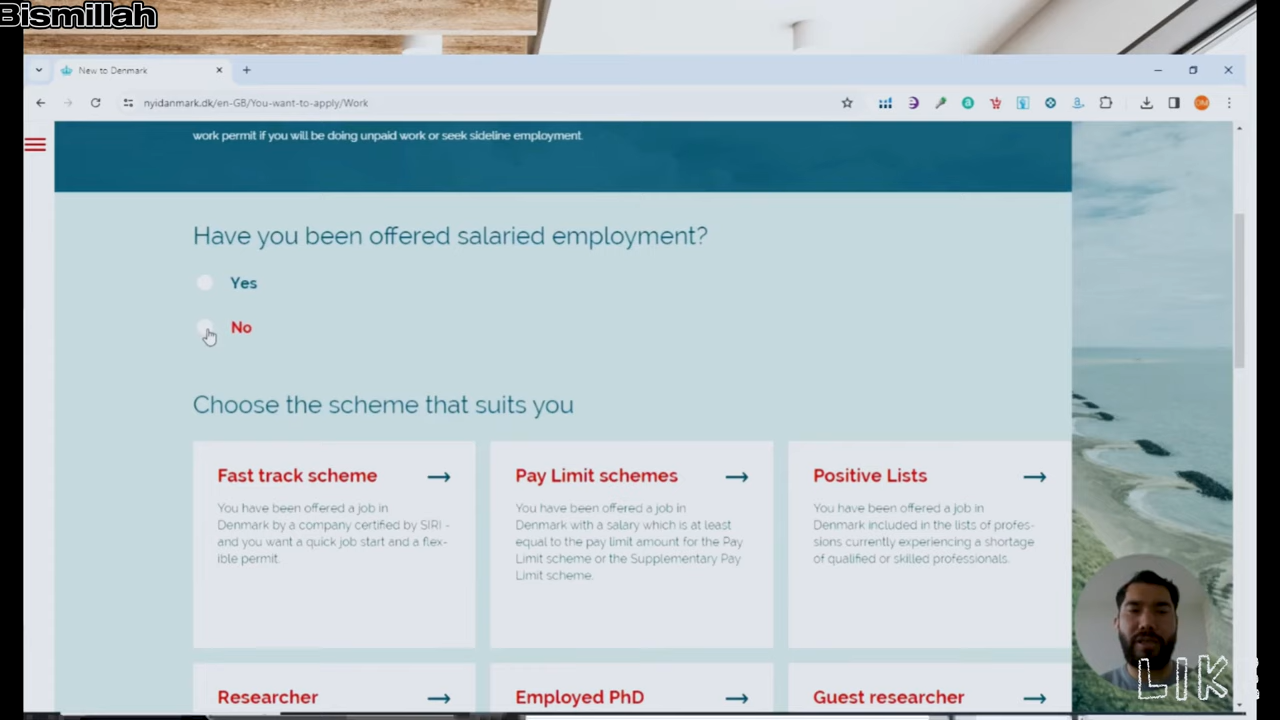 Bismillah
New to Denmark
nyidanmark.dk/en-GB/You-want-to-apply/Work
work permit if you will be doing unpaid work or seek sideline employment.
Have you been offered salaried employment?
Yes
No
Choose the scheme that suits you
Fast track scheme
You have been offered a job in
Denmark by a company certified by SIRI -
and you want a quick job start and a flex-
ible permit.
Pay Limit schemes
You have been offered a job in
Denmark with a salary which is at least
equal to the pay limit amount for the Pay
Limit scheme or the Supplementary Pay
Limit scheme.
Positive Lists
You have been offered a job in
Denmark included in the lists of profes-
sions currently experiencing a shortage
of qualified or skilled professionals.
Researcher
Employed PhD
Guest researcher
LIK